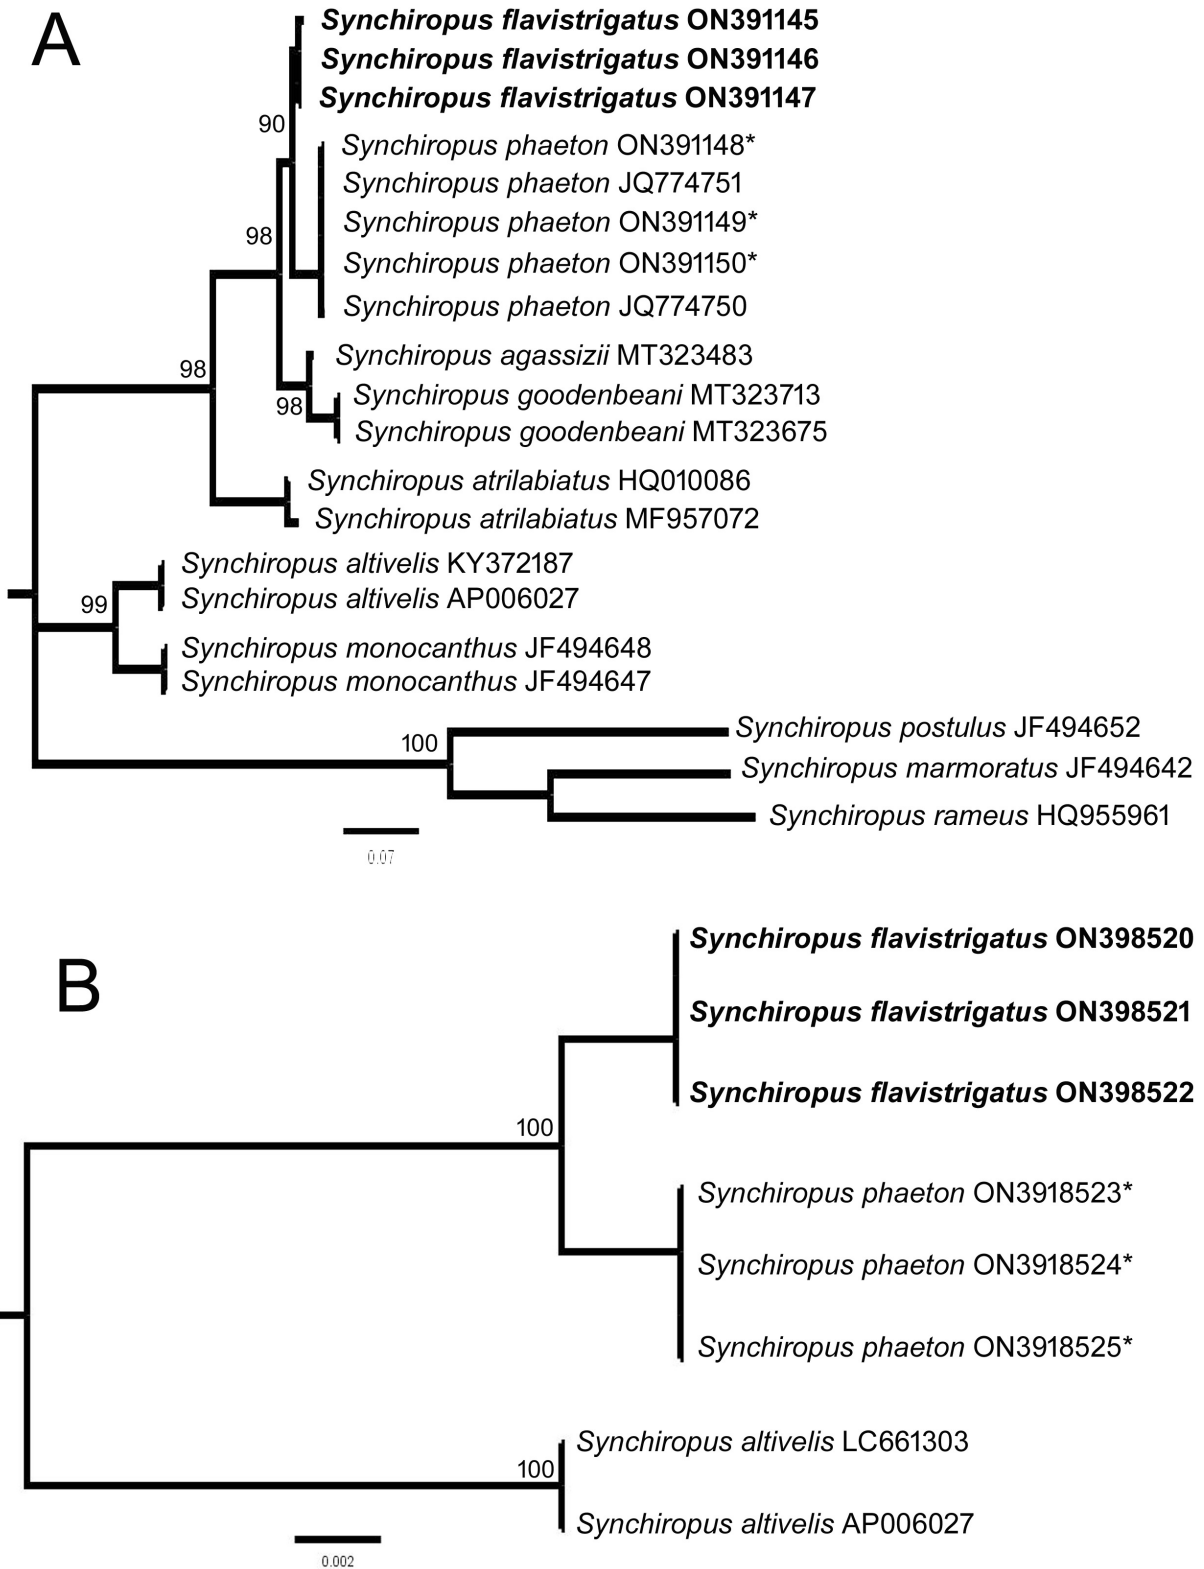 A
Synchiropus flavistrigatus ON391145
Synchiropus flavistrigatus ON391146
Synchiropus flavistrigatus ON391147
90
Synchiropus phaeton ON391148*
Synchiropus phaeton JQ774751
Synchiropus phaeton ON391149*
98
Synchiropus phaeton ON391150*
Synchiropus phaeton JQ774750
Synchiropus agassizii MT323483
98
Synchiropus goodenbeani MT323713
98
Synchiropus goodenbeani MT323675
Synchiropus atrilabiatus HQ010086
Synchiropus atrilabiatus MF957072
Synchiropus altivelis KY372187
99
Synchiropus altivelis AP006027
Synchiropus monocanthus JF494648
Synchiropus monocanthus JF494647
Synchiropus postulus JF494652
100
Synchiropus marmoratus JF494642
Synchiropus rameus HQ955961
0.07
B
Synchiropus flavistrigatus ON398520
Synchiropus flavistrigatus ON398521
Synchiropus flavistrigatus ON398522
100
Synchiropus phaeton ON3918523*
Synchiropus phaeton ON3918524*
Synchiropus phaeton ON3918525*
Synchiropus altivelis LC661303
100
Synchiropus altivelis AP006027
0.002